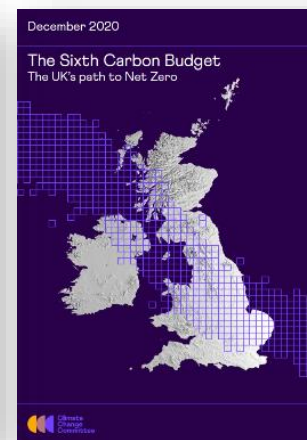 December 2020
The Sixth Carbon Budget
The UK's path to Net Zero
Climate
Change
Committee